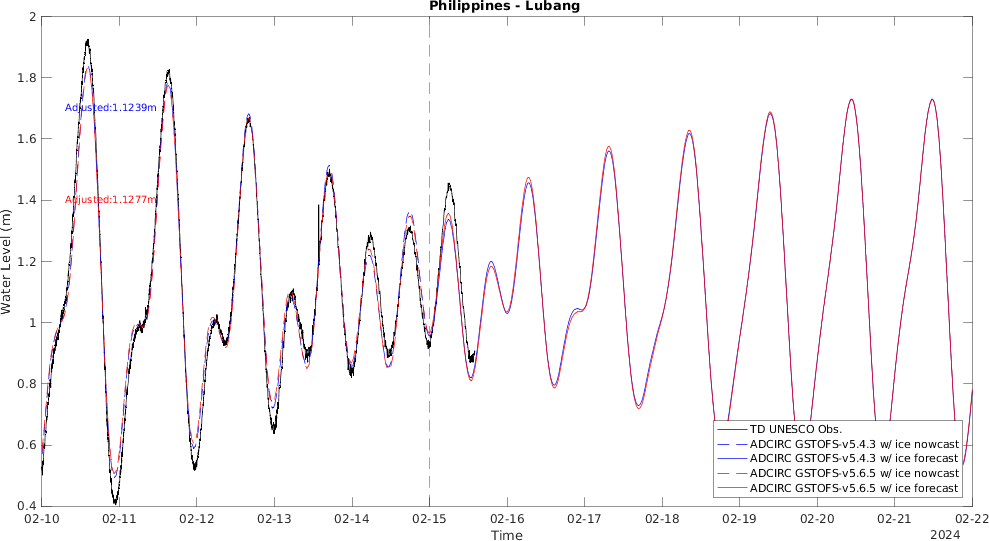 Philippines - Lubang
2
1.8
1.6
1.4
1.2
1
0.8
0.6
0.4
Water Level (m)
Adjusted:1.1239m
Adjusted:1.1277m
TD UNESCO Obs.
ADCIRC GSTOFS-v5.4.3 w/ ice nowcast
ADCIRC GSTOFS-v5.4.3 w/ ice forecast
ADCIRC GSTOFS-v5.6.5 w/ ice nowcast
ADCIRC GSTOFS-v5.6.5 w/ ice forecast
02-10 02-11 02-12 02-13 02-14 02-15 02-16 02-17 02-18 02-19 02-20 02-21 02-22
Time
2024